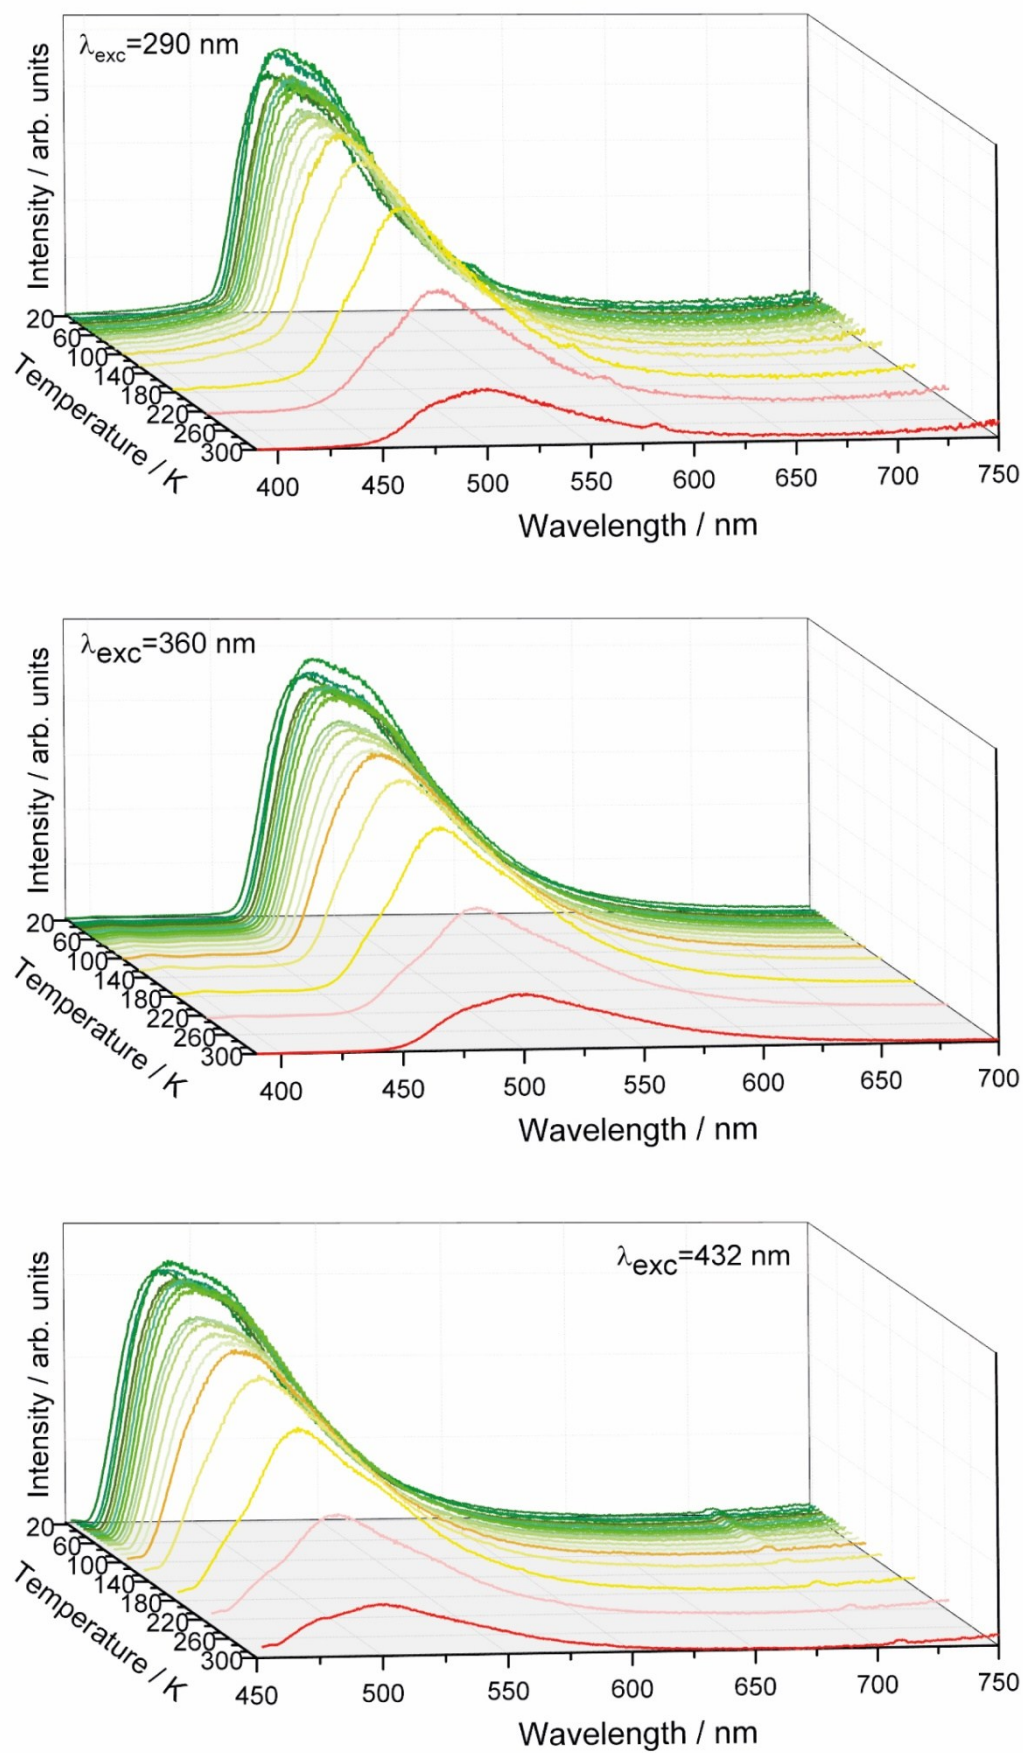 λexc=290 nm
Intensity / arb. units
20
60
100
140
180
220
260
300
Temperature / K
400 450 500 550 600 650 700 750
Wavelength / nm
λexc=360 nm
Intensity / arb. units
20
60
100
140
180
220
260
300
Temperature / K
400 450 500 550 600 650 700
Wavelength / nm
λexc=432 nm
Intensity / arb. units
20
60
100
140
180
220
260
300
Temperature / K
450 500 550 600 650 700 750
Wavelength / nm